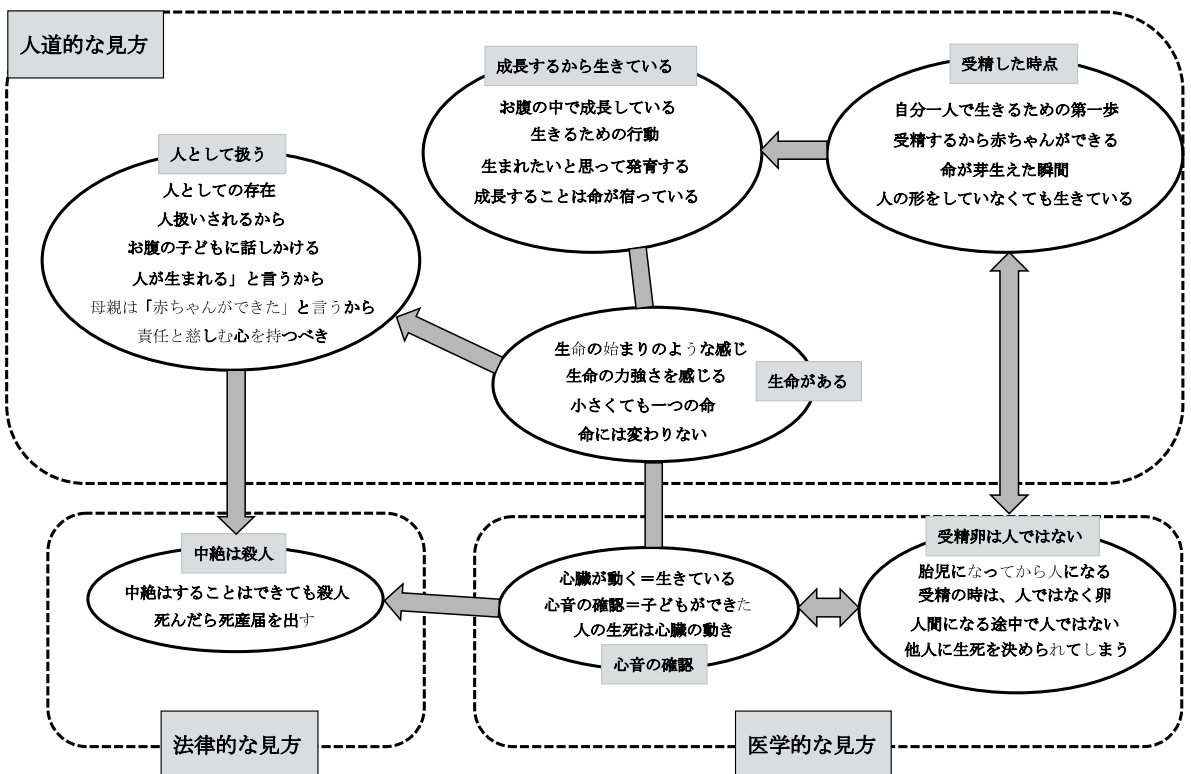 人道的な見方
成長するから生きている
お腹の中で成長している
生きるための行動
生まれたいと思って発育する
成長することは命が宿っている
受精した時点
自分一人で生きるための第一歩
受精するから赤ちゃんができる
命が芽生えた瞬間
人の形をしていなくても生きている
人として扱う
人としての存在
人扱いされるから
お腹の子どもに話しかける
人が生まれる」と言うから
母親は「赤ちゃんができた」と言うから
責任と慈しむ心を持つべき
生命の始まりのような感じ
生命の力強さを感じる
小さくても一つの命
命には変わりない
生命がある
中絶は殺人
中絶はすることはできても殺人
死んだら死産届を出す
法律的な見方
心臓が動く＝生きている
心音の確認＝子どもができた
人の生死は心臓の動き
心音の確認
受精卵は人ではない
胎児になってから人になる
受精の時は、人ではなく卵
人間になる途中で人ではない
他人に生死を決められてしまう
医学的な見方